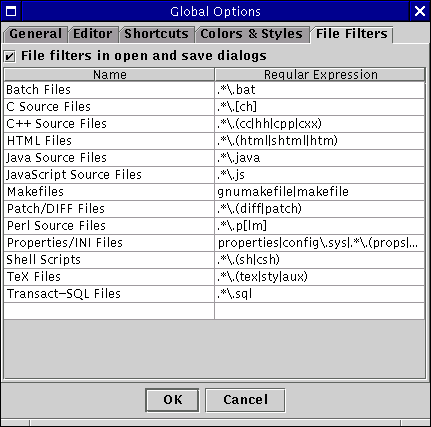 Global Options
General Editor Shortcuts Colors & Styles File Filters
File filters in open and save dialogs
Name Regular Expression
Batch Files .*\.bat
C Source Files .*\.[ch]
C++ Source Files .*\.(cc|hh|cpp|cxx)
HTML Files .*\.(html|shtml|htm)
Java Source Files .*\.java
JavaScript Source Files .*\.js
Makefiles gnumakefile|makefile
Patch/DIFF Files .*\.(diff|patch)
Perl Source Files .*\.p[lm]
Properties/INI Files properties|config\.sys|.*\.(props|...
Shell Scripts .*\.(sh|csh)
TeX Files .*\.(tex|sty|aux)
Transact-SQL Files .*\.sql
OK Cancel